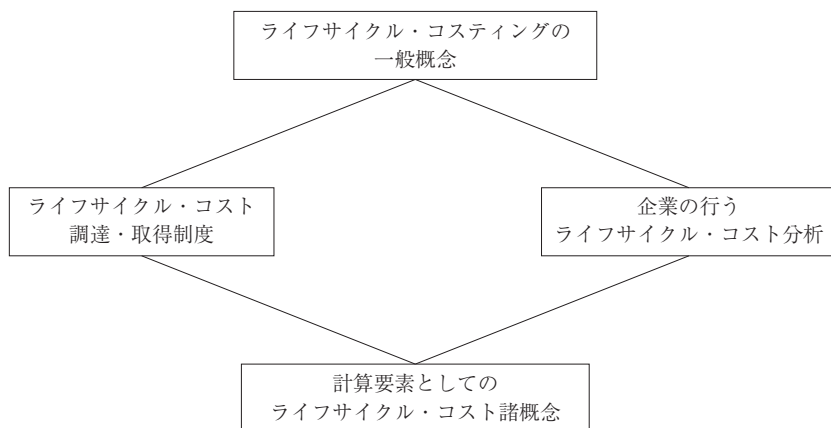 ライフサイクル・コスティングの
一般概念
ライフサイクル・コスト
調達・取得制度
企業の行う
ライフサイクル・コスト分析
計算要素としての
ライフサイクル・コスト諸概念